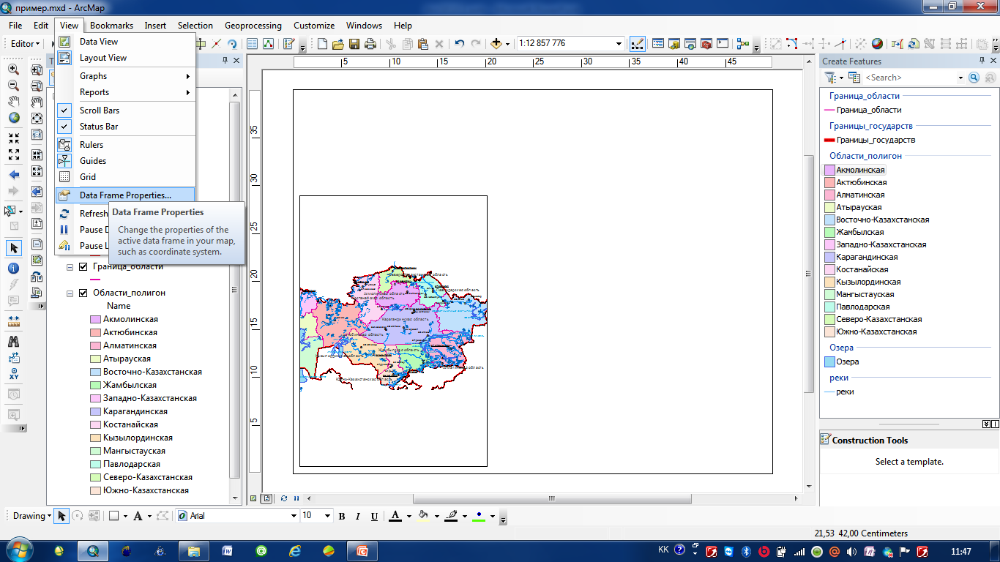 пример.mxd - ArcMap
File Edit View Bookmarks Insert Selection Geoprocessing Customize Windows Help
Editor
1:12 857 776
Data View
Layout View
Graphs
Reports
Scroll Bars
Status Bar
Rulers
Guides
Grid
Data Frame Properties...
Refresh
Pause D
Pause L
Data Frame Properties
Change the properties of the
active data frame in your map,
such as coordinate system.
Граница_области
Области_полигон
Name
Акмолинская
Актюбинская
Алматинская
Атырауская
Восточно-Казахстанская
Жамбылская
Западно-Казахстанская
Карагандинская
Костанайская
Кызылординская
Мангыстауская
Павлодарская
Северо-Казахстанская
Южно-Казахстанская
5 10 15 20 25 30 35 40 45
35
30
25
20
15
10
5
Карагандинская область
Create Features
<Search>
Граница_области
Граница_области
Границы_государств
Границы_государств
Области_полигон
Акмолинская
Актюбинская
Алматинская
Атырауская
Восточно-Казахстанская
Жамбылская
Западно-Казахстанская
Карагандинская
Костанайская
Кызылординская
Мангыстауская
Павлодарская
Северо-Казахстанская
Южно-Казахстанская
Озера
Озера
реки
реки
Construction Tools
Select a template.
Drawing A Arial 10 B I U A
21,53 42,00 Centimeters
KK 11:47